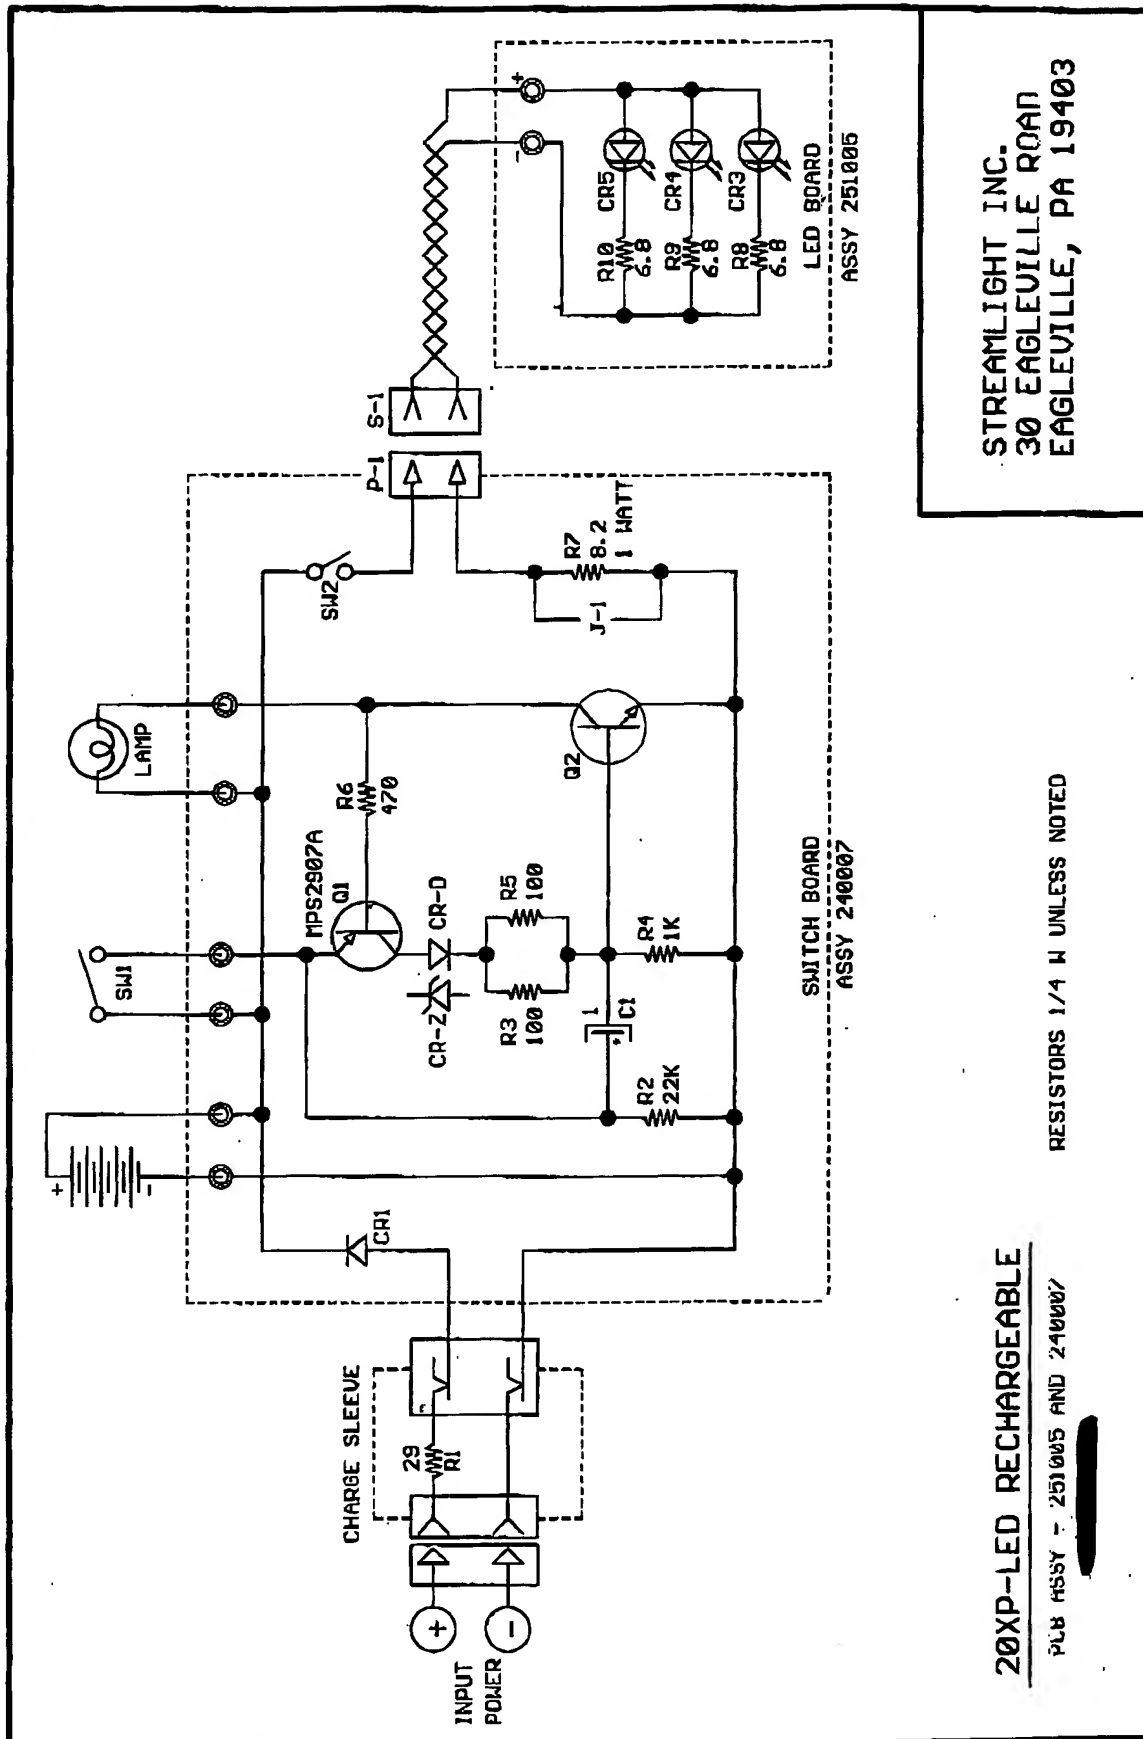 INPUT
POWER
+
-
CHARGE SLEEVE
29
R1
CR1
+
-
SW1
LAMP
MPS2907A
Q1
R6
470
CR-D
CR-Z
R3
100
R5
100
1
C1
R2
22K
R4
1K
Q2
SW2
R7
8.2
1 WATT
J-1
P-1
S-1
SWITCH BOARD
ASSY 240007
+
-
CR5
CR4
CR3
R10
6.8
R9
6.8
R8
6.8
LED BOARD
ASSY 251005
20XP-LED RECHARGEABLE
PCB ASSY - 251005 AND 240007
RESISTORS 1/4 W UNLESS NOTED
STREAMLIGHT INC.
30 EAGLEVILLE ROAD
EAGLEVILLE, PA 19403